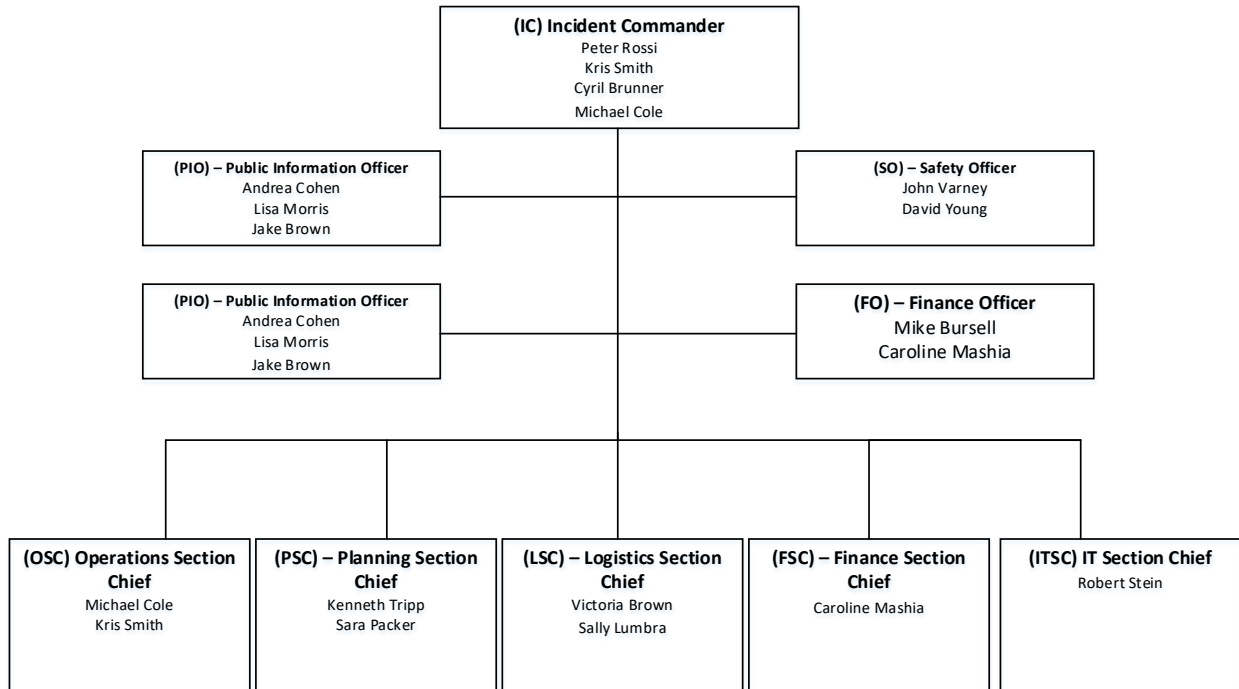 (IC) Incident Commander
Peter Rossi
Kris Smith
Cyril Brunner
Michael Cole
(PIO) – Public Information Officer
Andrea Cohen
Lisa Morris
Jake Brown
(SO) – Safety Officer
John Varney
David Young
(PIO) – Public Information Officer
Andrea Cohen
Lisa Morris
Jake Brown
(FO) – Finance Officer
Mike Bursell
Caroline Mashia
(OSC) Operations Section
Chief
Michael Cole
Kris Smith
(PSC) – Planning Section
Chief
Kenneth Tripp
Sara Packer
(LSC) – Logistics Section
Chief
Victoria Brown
Sally Lumbra
(FSC) – Finance Section
Chief
Caroline Mashia
(ITSC) IT Section Chief
Robert Stein